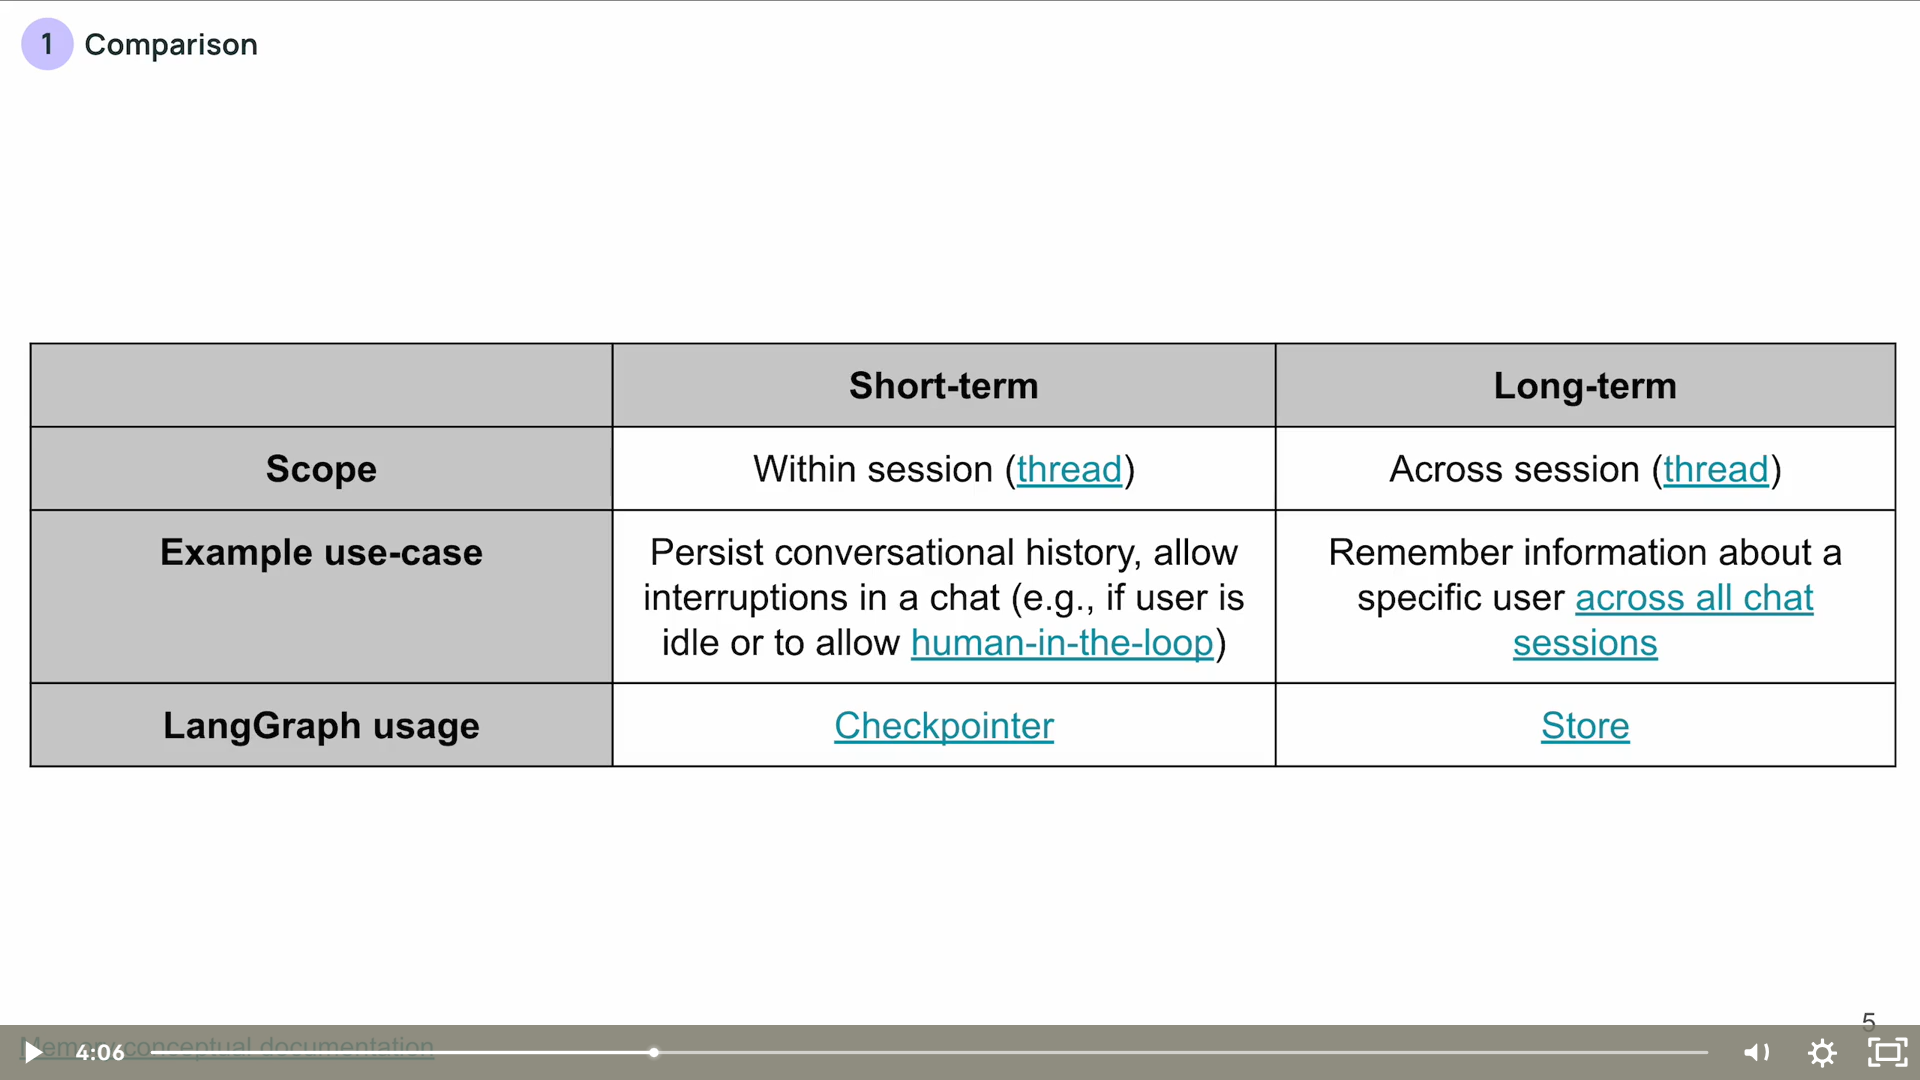 1 Comparison
Short-term
Long-term
Scope
Within session (thread)
Across session (thread)
Example use-case
Persist conversational history, allow
interruptions in a chat (e.g., if user is
idle or to allow human-in-the-loop)
Remember information about a
specific user across all chat
sessions
LangGraph usage
Checkpointer
Store
5
Memory conceptual documentation
4:06